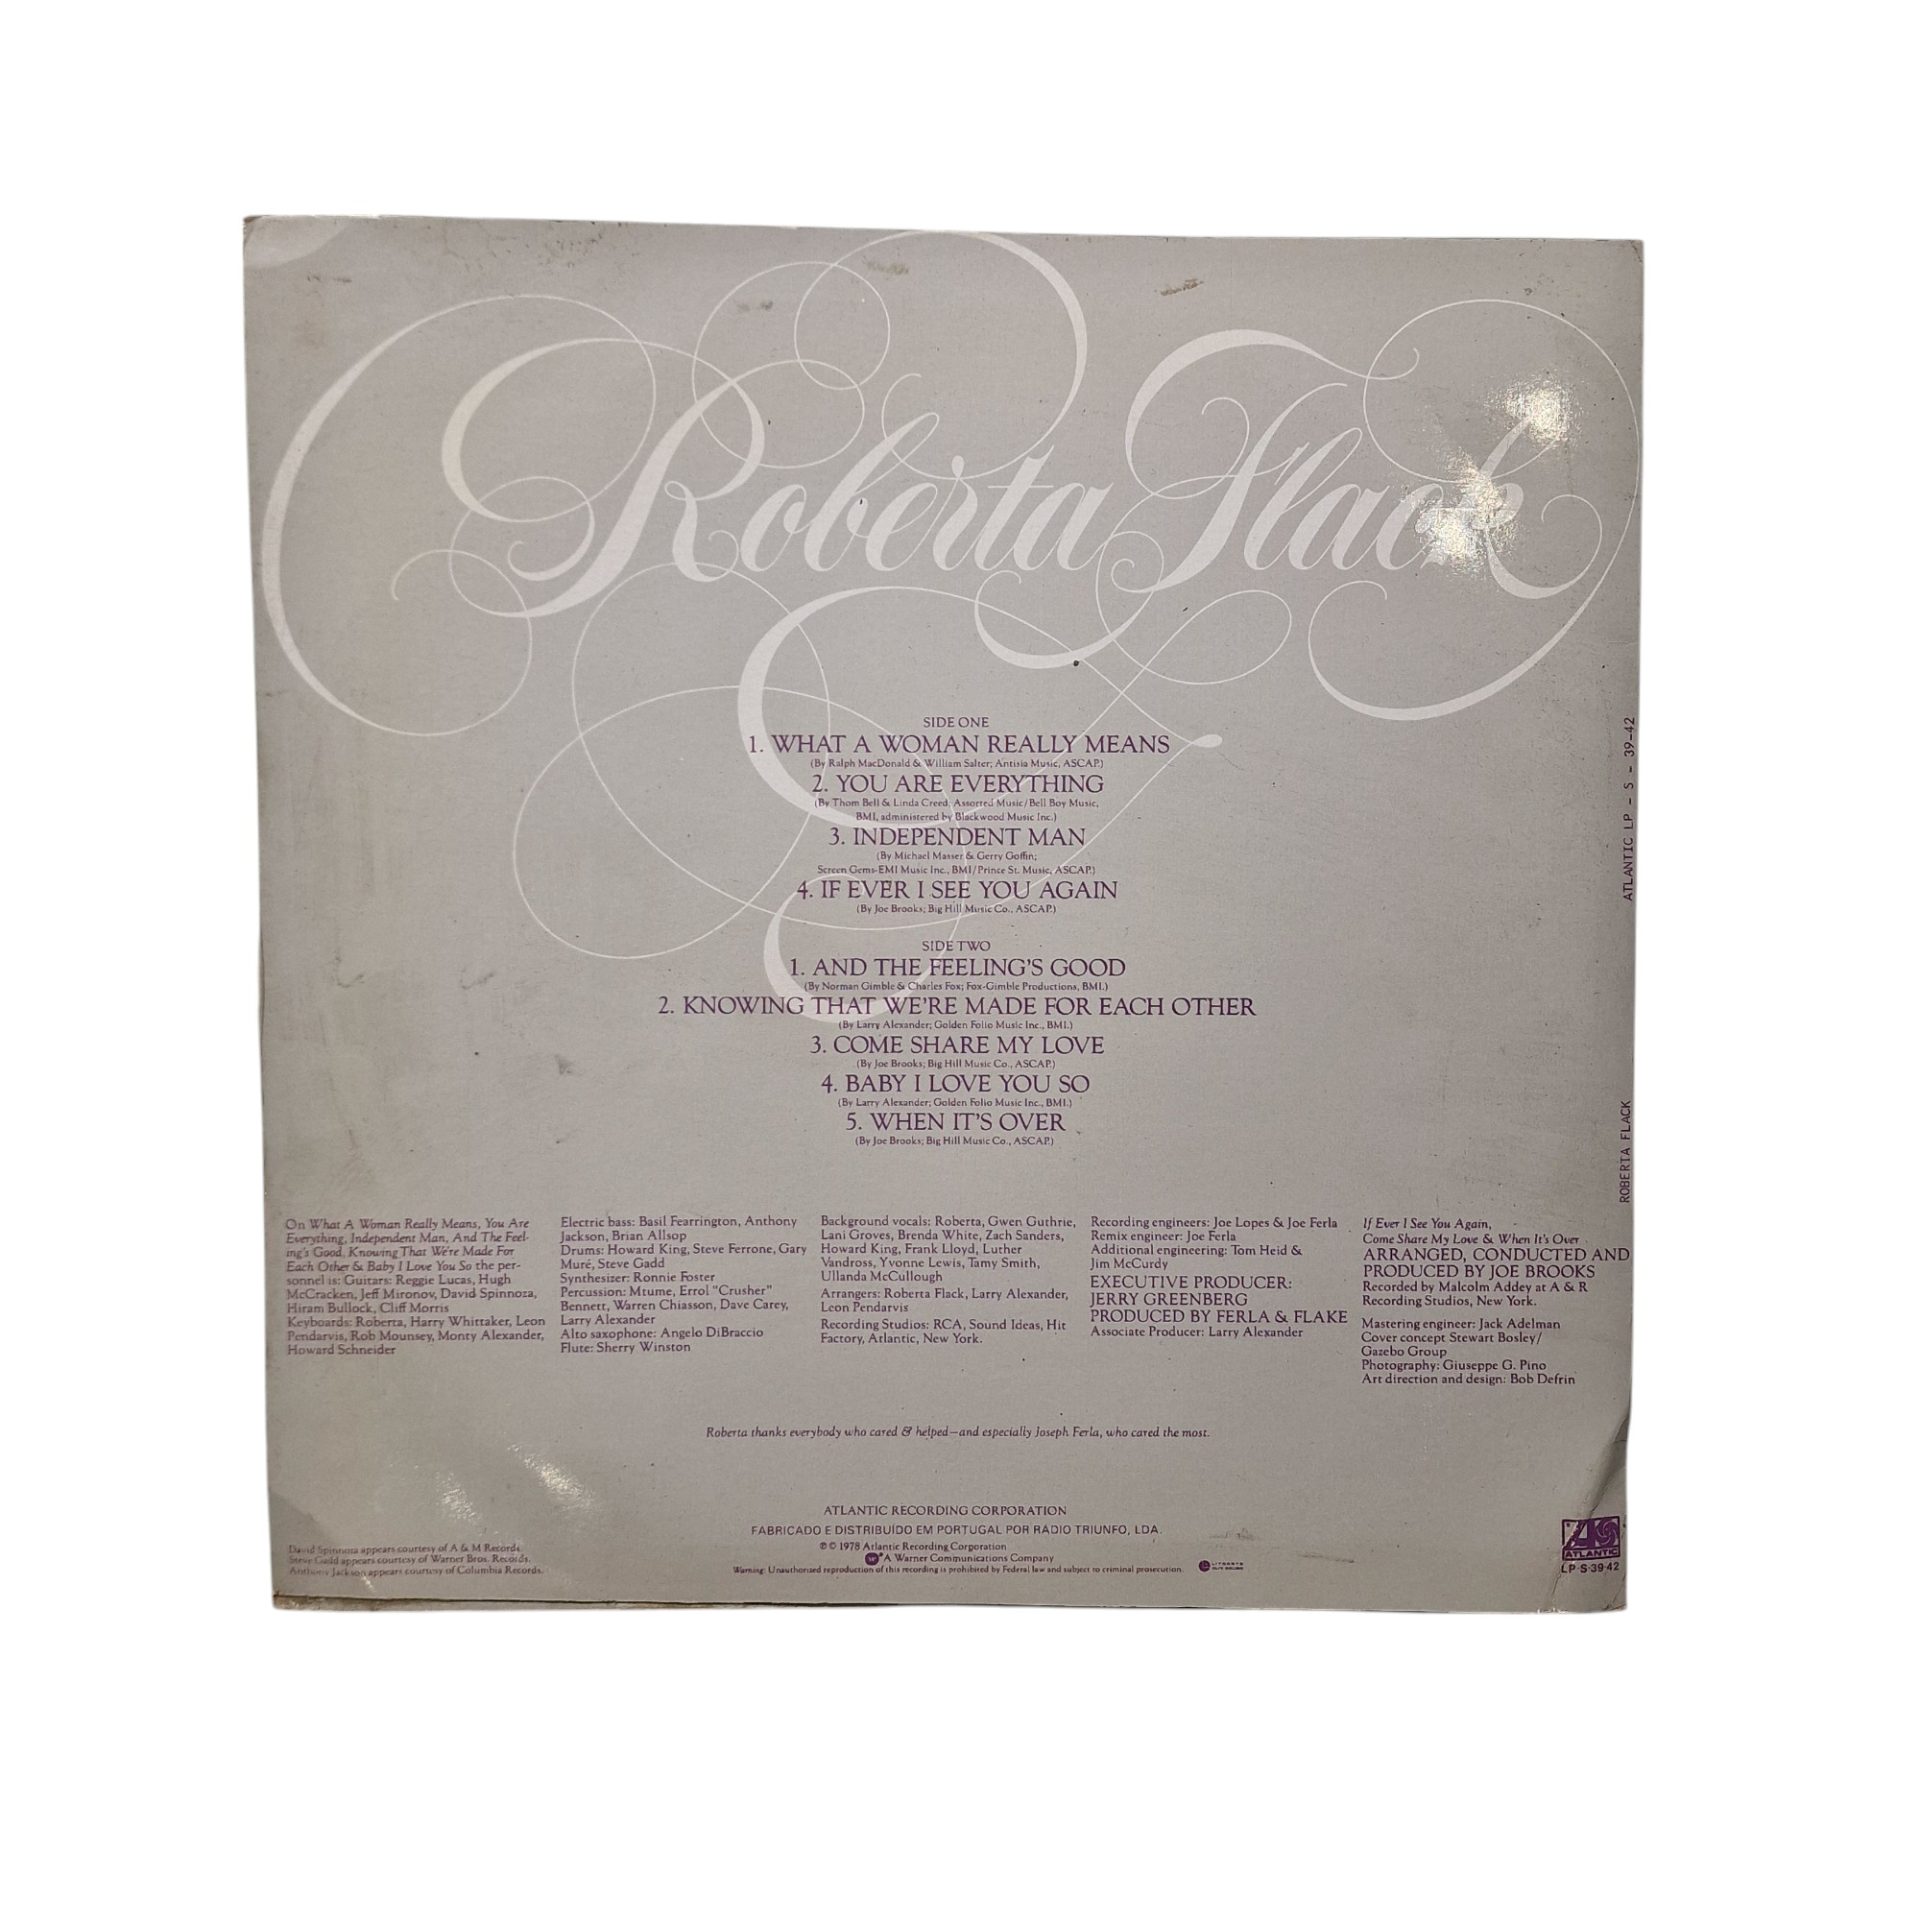 Roberta Flack
SIDE ONE
1. WHAT A WOMAN REALLY MEANS
(By Ralph MacDonald & William Salter; Antisia Music, ASCAP.)
2. YOU ARE EVERYTHING
(By Thom Bell & Linda Creed; Assorted Music/Bell Boy Music,
BMI, administered by Blackwood Music Inc.)
3. INDEPENDENT MAN
(By Michael Masser & Gerry Goffin;
Screen Gems-EMI Music Inc., BMI/Prince St. Music, ASCAP.)
4. IF EVER I SEE YOU AGAIN
(By Joe Brooks; Big Hill Music Co., ASCAP.)
SIDE TWO
1. AND THE FEELING'S GOOD
(By Norman Gimble & Charles Fox; Fox-Gimble Productions, BMI.)
2. KNOWING THAT WE'RE MADE FOR EACH OTHER
(By Larry Alexander; Golden Folio Music Inc., BMI.)
3. COME SHARE MY LOVE
(By Joe Brooks; Big Hill Music Co., ASCAP.)
4. BABY I LOVE YOU SO
(By Larry Alexander; Golden Folio Music Inc., BMI.)
5. WHEN IT'S OVER
(By Joe Brooks; Big Hill Music Co., ASCAP.)
On What A Woman Really Means, You Are
Everything, Independent Man, And The Feel-
ing's Good, Knowing That We're Made For
Each Other & Baby I Love You So the per-
sonnel is: Guitars: Reggie Lucas, Hugh
McCracken, Jeff Mironov, David Spinnoza,
Hiram Bullock, Cliff Morris
Keyboards: Roberta, Harry Whittaker, Leon
Pendarvis, Rob Mounsey, Monty Alexander,
Howard Schneider
Electric bass: Basil Fearrington, Anthony
Jackson, Brian Allsop
Drums: Howard King, Steve Ferrone, Gary
Muré, Steve Gadd
Synthesizer: Ronnie Foster
Percussion: Mtume, Errol "Crusher"
Bennett, Warren Chiasson, Dave Carey,
Larry Alexander
Alto saxophone: Angelo DiBraccio
Flute: Sherry Winston
Background vocals: Roberta, Gwen Guthrie,
Lani Groves, Brenda White, Zach Sanders,
Howard King, Frank Lloyd, Luther
Vandross, Yvonne Lewis, Tamy Smith,
Ullanda McCullough
Arrangers: Roberta Flack, Larry Alexander,
Leon Pendarvis
Recording Studios: RCA, Sound Ideas, Hit
Factory, Atlantic, New York.
Recording engineers: Joe Lopes & Joe Ferla
Remix engineer: Joe Ferla
Additional engineering: Tom Heid &
Jim McCurdy
EXECUTIVE PRODUCER:
JERRY GREENBERG
PRODUCED BY FERLA & FLAKE
Associate Producer: Larry Alexander
If Ever I See You Again,
Come Share My Love & When It's Over
ARRANGED, CONDUCTED AND
PRODUCED BY JOE BROOKS
Recorded by Malcolm Addey at A & R
Recording Studios, New York.
Mastering engineer: Jack Adelman
Cover concept Stewart Bosley/
Gazebo Group
Photography: Giuseppe G. Pino
Art direction and design: Bob Defrin
Roberta thanks everybody who cared & helped—and especially Joseph Ferla, who cared the most.
David Spinnoza appears courtesy of A & M Records.
Steve Gadd appears courtesy of Warner Bros. Records.
Anthony Jackson appears courtesy of Columbia Records.
ATLANTIC RECORDING CORPORATION
FABRICADO E DISTRIBUÍDO EM PORTUGAL POR RÁDIO TRIUNFO, LDA.
℗ © 1978 Atlantic Recording Corporation
A Warner Communications Company
Warning: Unauthorized reproduction of this recording is prohibited by Federal law and subject to criminal prosecution.
ATLANTIC
LP-S-39-42
ATLANTIC LP - S - 39-42
ROBERTA FLACK